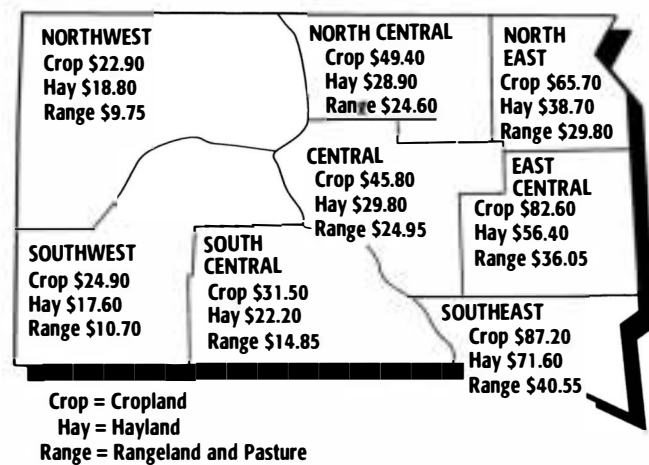 NORTHWEST
Crop $22.90
Hay $18.80
Range $9.75
NORTH CENTRAL
Crop $49.40
Hay $28.90
Range $24.60
NORTH
EAST
Crop $65.70
Hay $38.70
Range $29.80
CENTRAL
Crop $45.80
Hay $29.80
Range $24.95
EAST
CENTRAL
Crop $82.60
Hay $56.40
Range $36.05
SOUTHWEST
Crop $24.90
Hay $17.60
Range $10.70
SOUTH
CENTRAL
Crop $31.50
Hay $22.20
Range $14.85
SOUTHEAST
Crop $87.20
Hay $71.60
Range $40.55
Crop = Cropland
Hay = Hayland
Range = Rangeland and Pasture